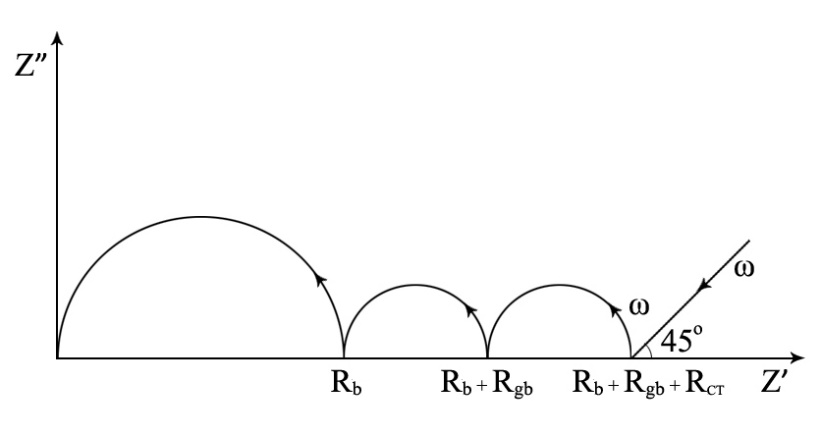 Z″
ω
ω
45°
R_b
R_b + R_gb
R_b + R_gb + R_CT
Z′